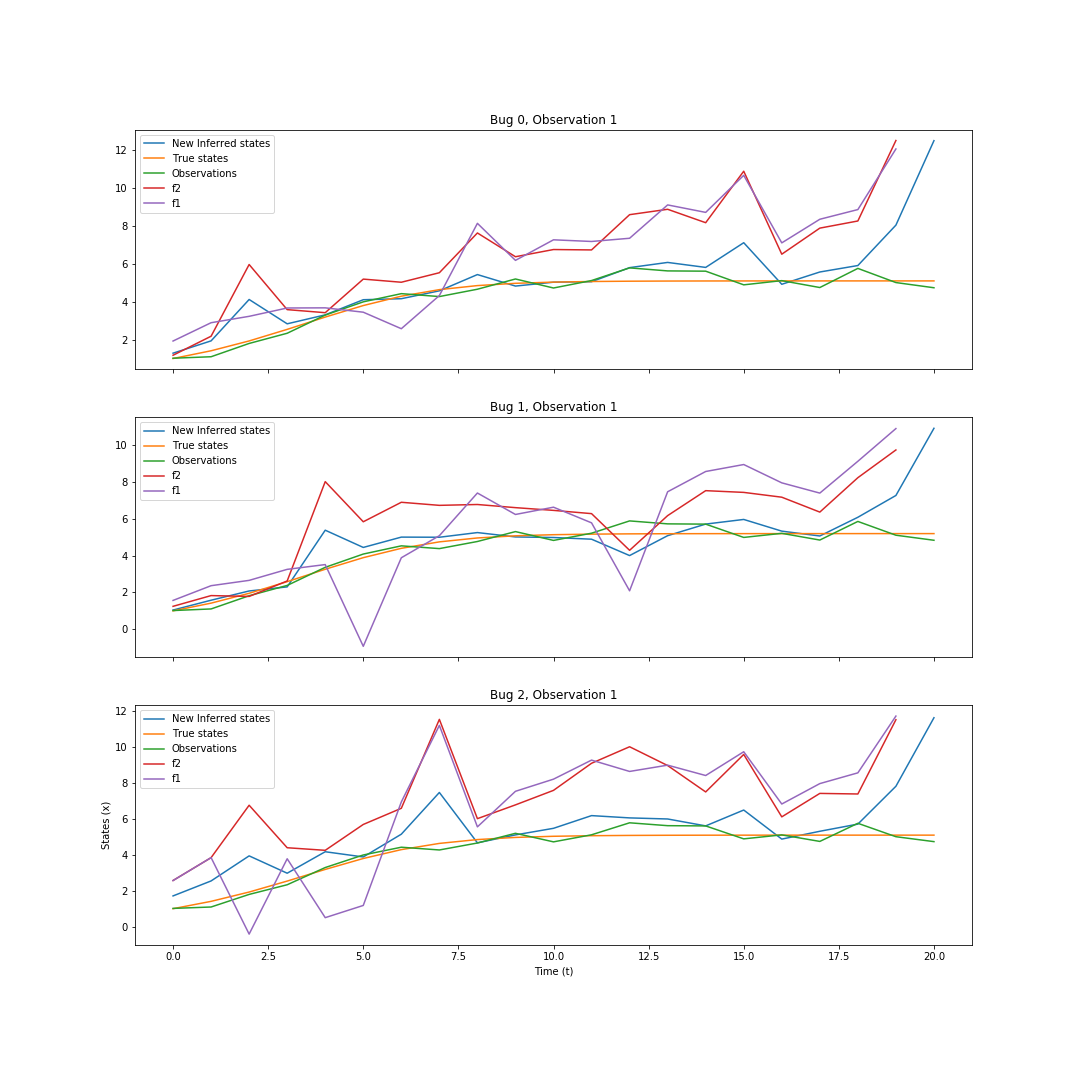 Bug 0, Observation 1
12
10
8
6
4
2
New Inferred states
True states
Observations
f2
f1
Bug 1, Observation 1
10
8
6
4
2
0
New Inferred states
True states
Observations
f2
f1
Bug 2, Observation 1
12
10
8
6
4
2
0
States (x)
New Inferred states
True states
Observations
f2
f1
0.0 2.5 5.0 7.5 10.0 12.5 15.0 17.5 20.0
Time (t)